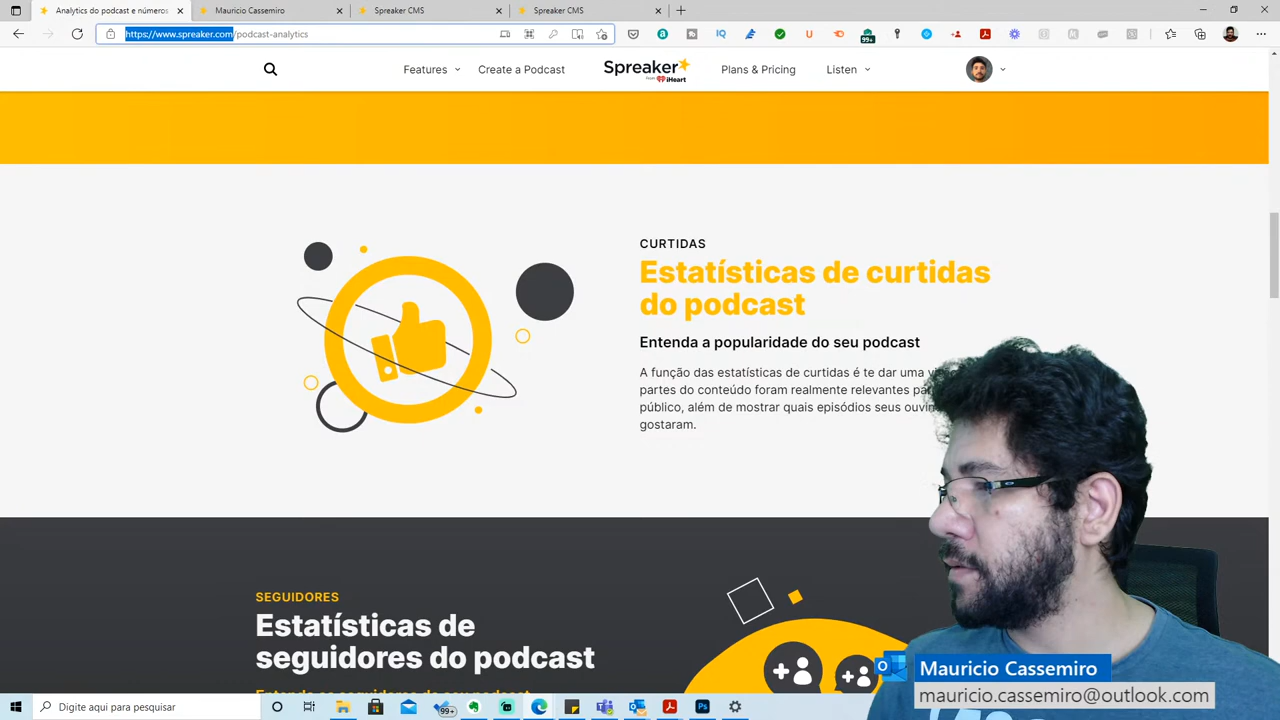 Analytics do podcast e números
Mauricio Cassemiro
Spreaker CMS
Spreaker CMS
https://www.spreaker.com/podcast-analytics
99+
Features
Create a Podcast
Spreaker
iHeart
Plans & Pricing
Listen
CURTIDAS
Estatísticas de curtidas
do podcast
Entenda a popularidade do seu podcast
A função das estatísticas de curtidas é te dar uma
partes do conteúdo foram realmente relevantes
público, além de mostrar quais episódios seus
gostaram.
SEGUIDORES
Estatísticas de
seguidores do podcast
Mauricio Cassemiro
mauricio.cassemiro@outlook.com
Digite aqui para pesquisar
99+